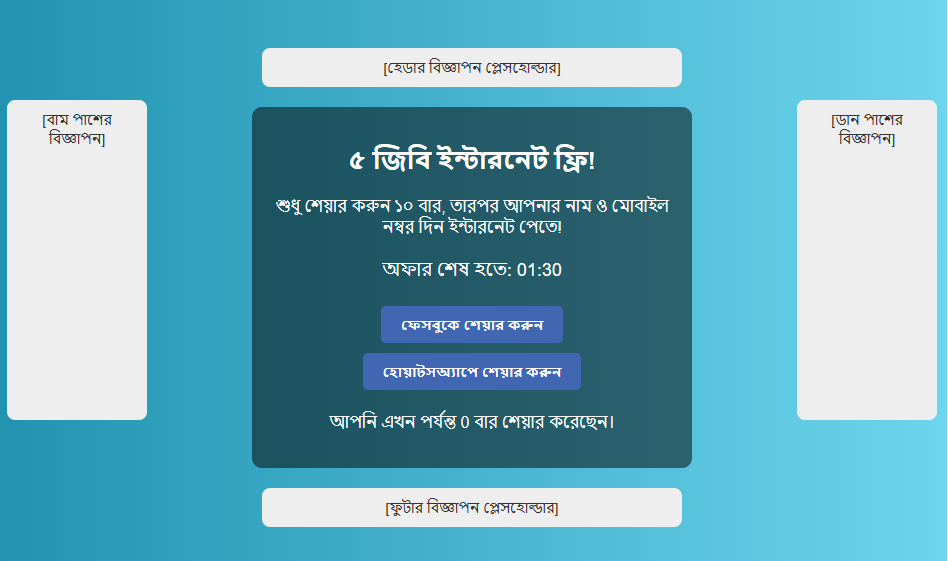 [হেডার বিজ্ঞাপন প্লেসহোল্ডার]
[বাম পাশের
বিজ্ঞাপন]
৫ জিবি ইন্টারনেট ফ্রি!
শুধু শেয়ার করুন ১০ বার, তারপর আপনার নাম ও মোবাইল
নম্বর দিন ইন্টারনেট পেতে!
অফার শেষ হতে: 01:30
ফেসবুকে শেয়ার করুন
হোয়াটসঅ্যাপে শেয়ার করুন
আপনি এখন পর্যন্ত 0 বার শেয়ার করেছেন।
[ডান পাশের
বিজ্ঞাপন]
[ফুটার বিজ্ঞাপন প্লেসহোল্ডার]